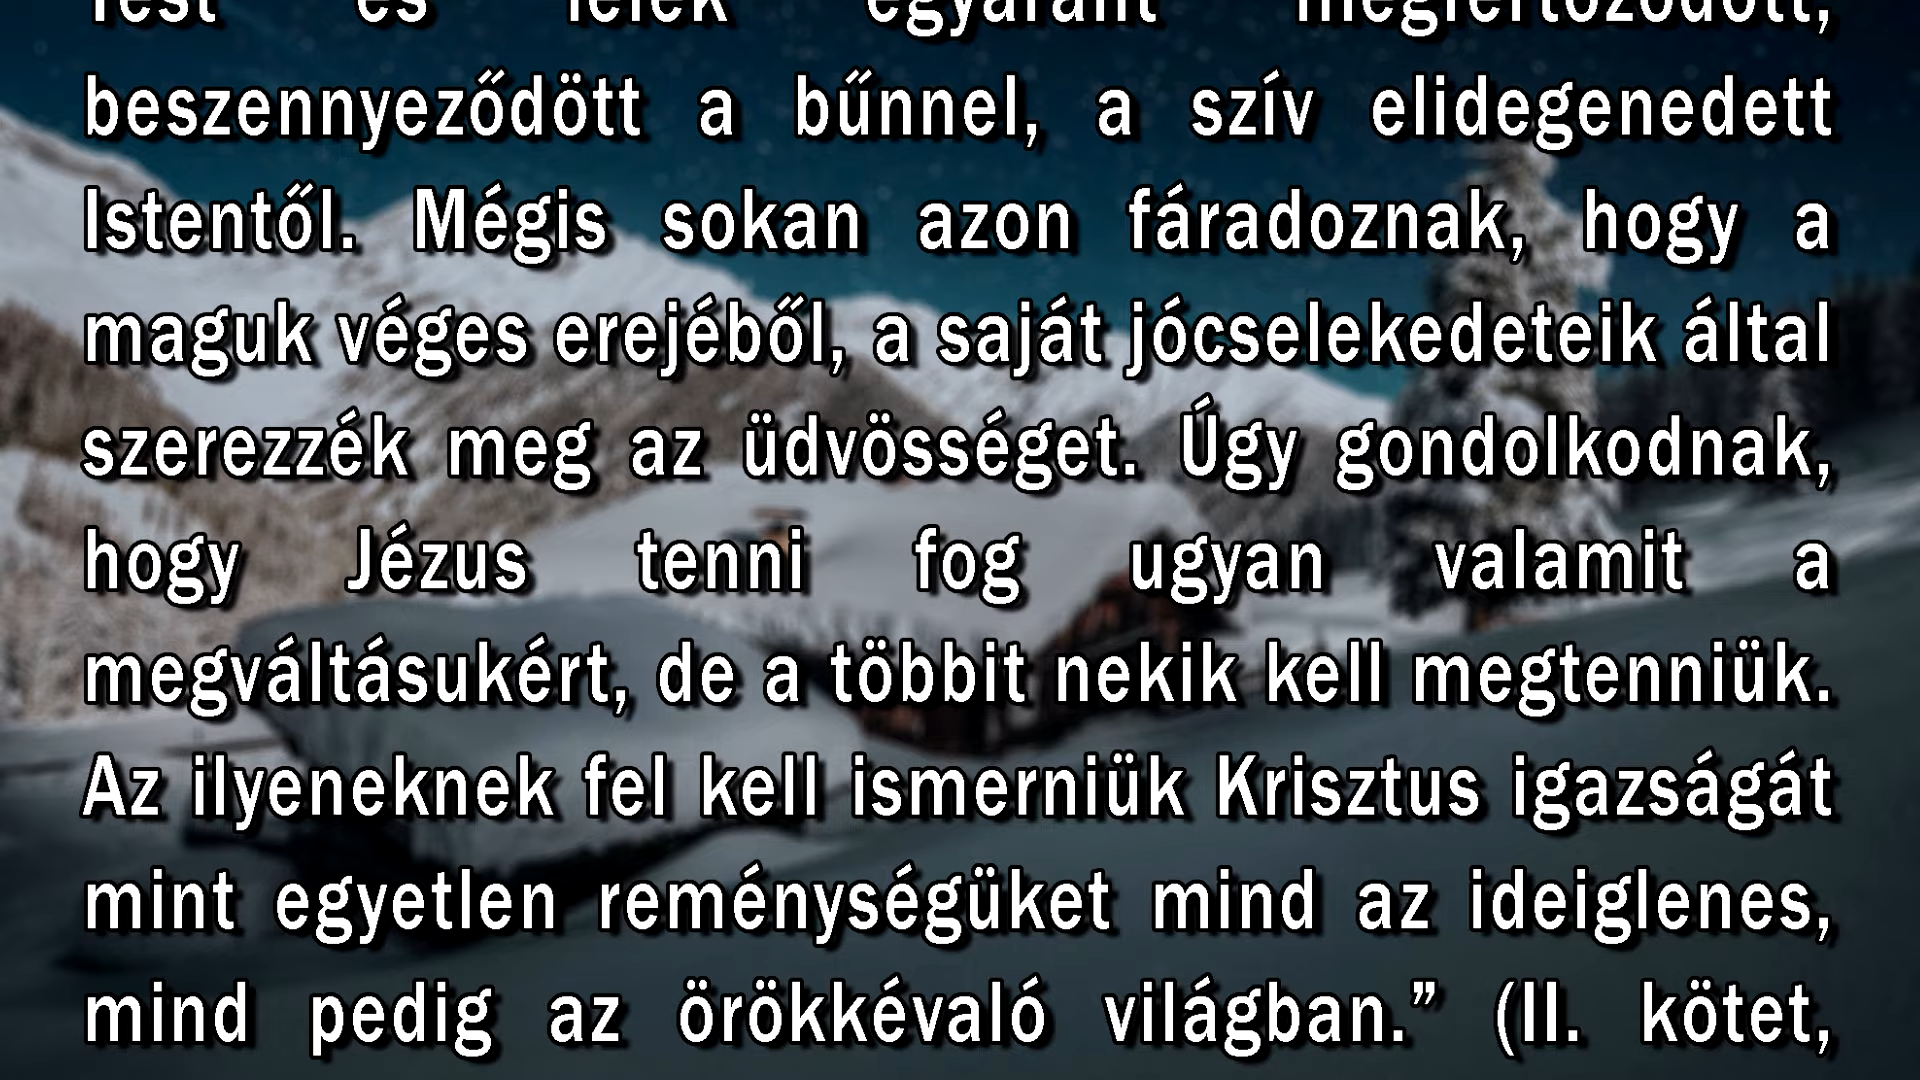 Test és lélek egyaránt megfertőződött,
beszennyeződött a bűnnel, a szív elidegenedett
Istentől. Mégis sokan azon fáradoznak, hogy a
maguk véges erejéből, a saját jócselekedeteik által
szerezzék meg az üdvösséget. Úgy gondolkodnak,
hogy Jézus tenni fog ugyan valamit a
megváltásukért, de a többit nekik kell megtenniük.
Az ilyeneknek fel kell ismerniük Krisztus igazságát
mint egyetlen reménységüket mind az ideiglenes,
mind pedig az örökkévaló világban.” (II. kötet,